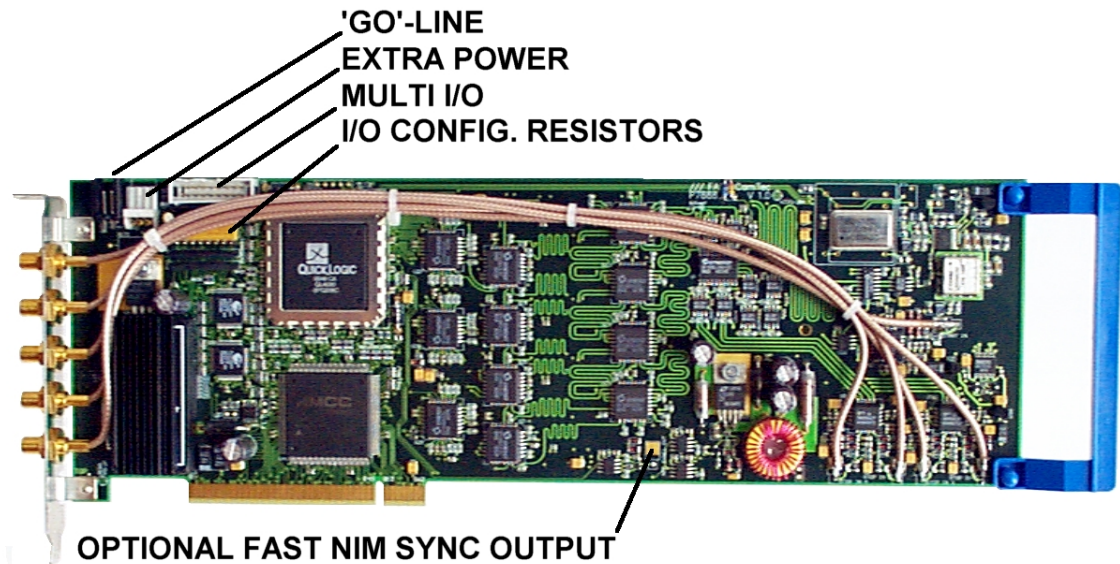 'GO'-LINE
EXTRA POWER
MULTI I/O
I/O CONFIG. RESISTORS
QUICKLOGIC
AMCC
OPTIONAL FAST NIM SYNC OUTPUT